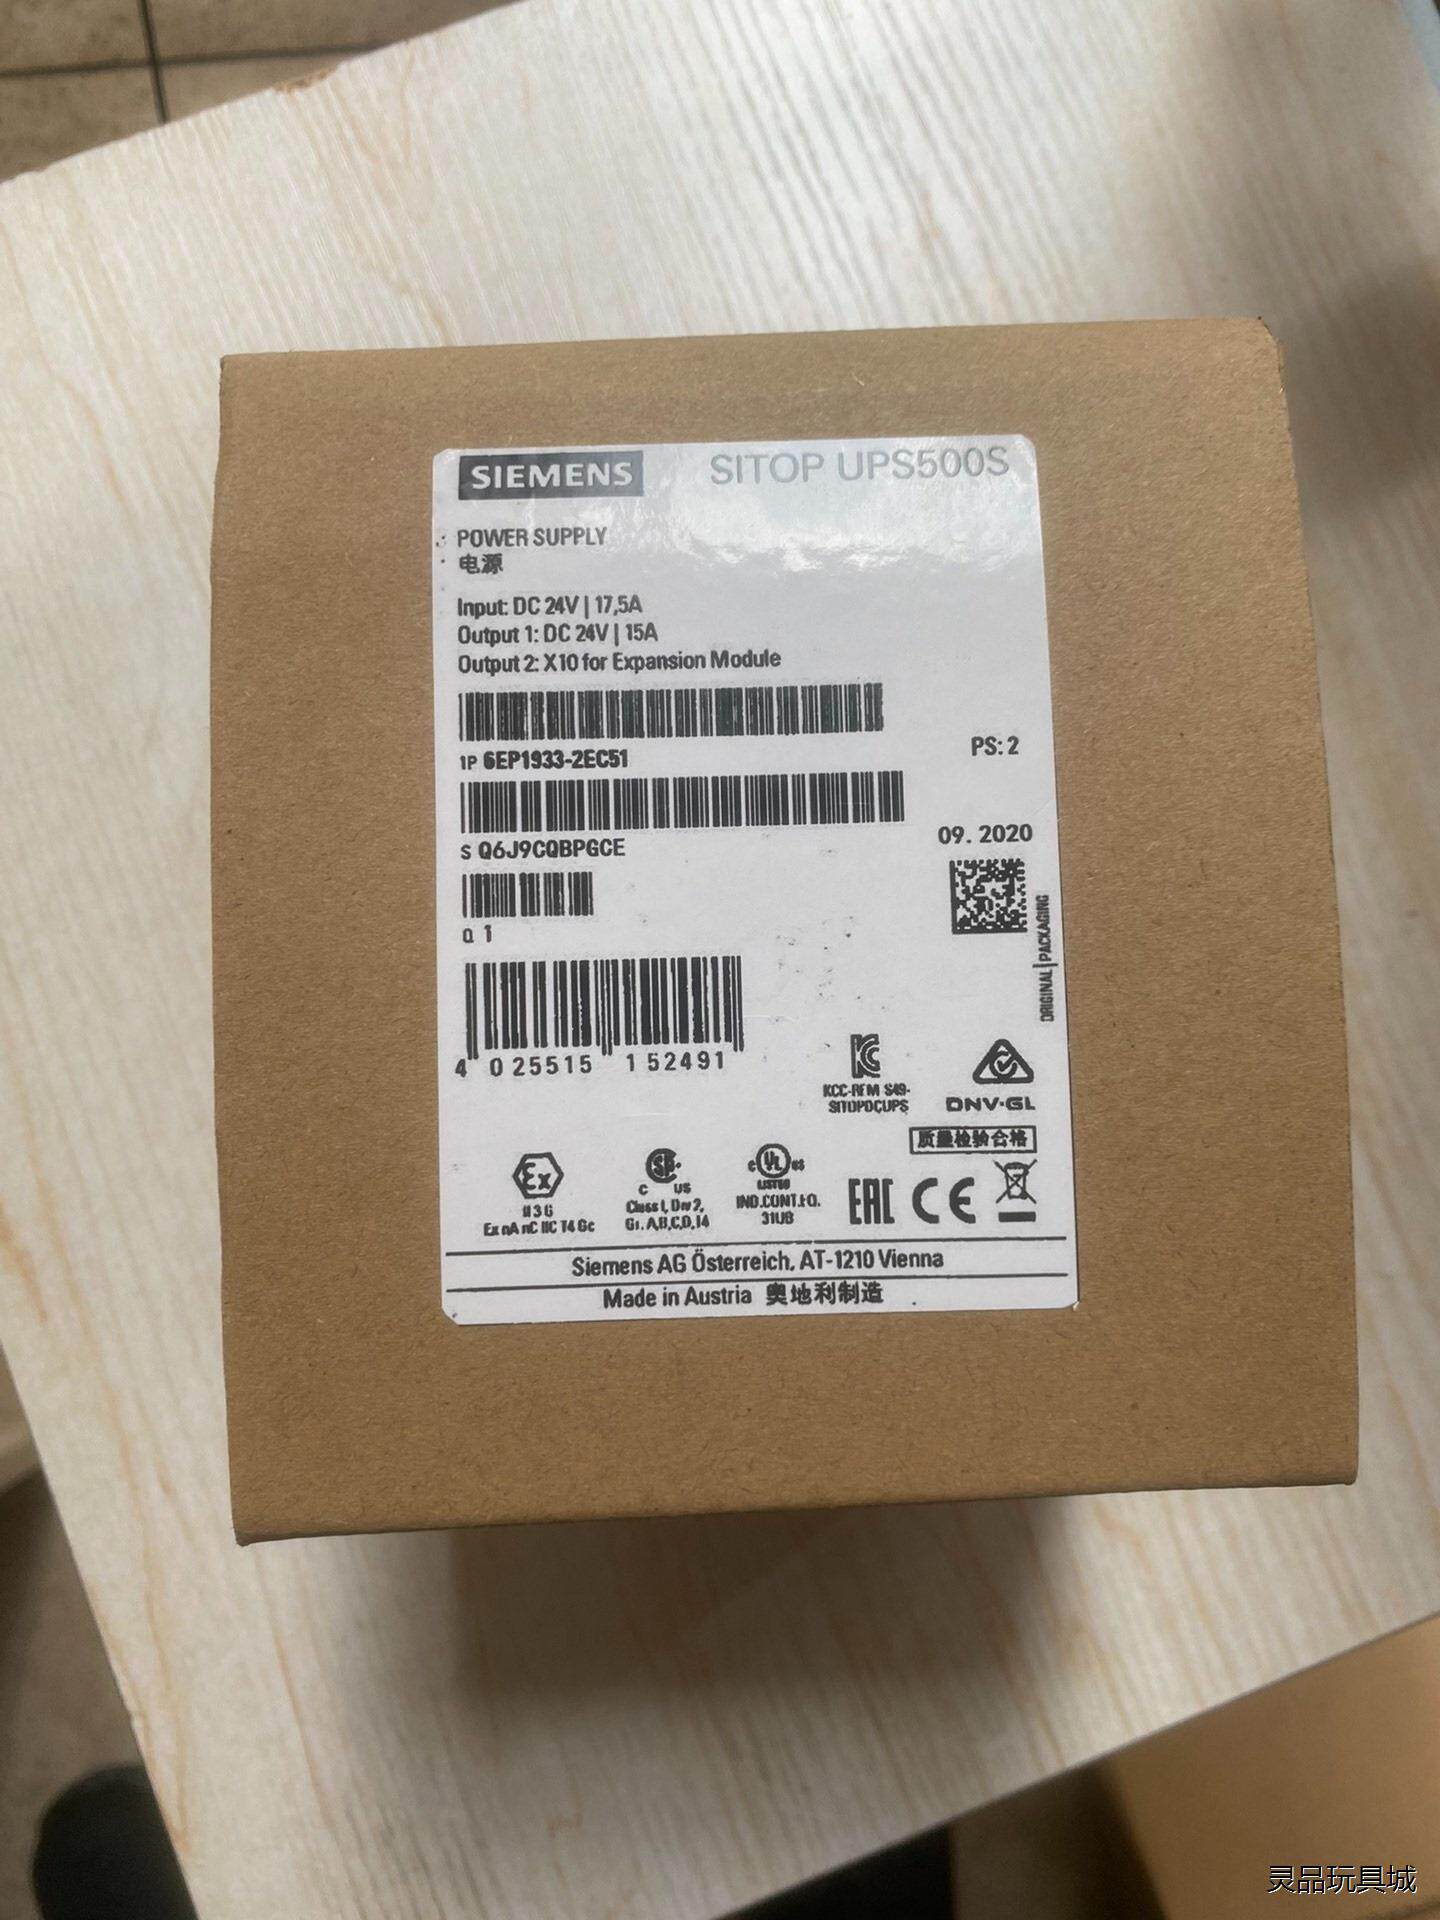 SIEMENS
SITOP UPS500S
POWER SUPPLY
电源
Input: DC 24V | 17,5A
Output 1: DC 24V | 15A
Output 2: X10 for Expansion Module
1P 6EP1933-2EC51
PS: 2
S Q6J9CQBPGCE
09. 2020
Q 1
ORIGINAL | PACKAGING
4 025515 152491
KCC-REM S49-
SITOPDCUPS
DNV·GL
质量检验合格
Ex
II 3 G
Ex nA nC IIC T4 Gc
C US
Class I, Div 2,
Gr. A,B,C,D,T4
c UL us
LISTED
IND.CONT.EQ.
31UB
EAC CE
Siemens AG Österreich, AT-1210 Vienna
Made in Austria 奥地利制造
灵品玩具城